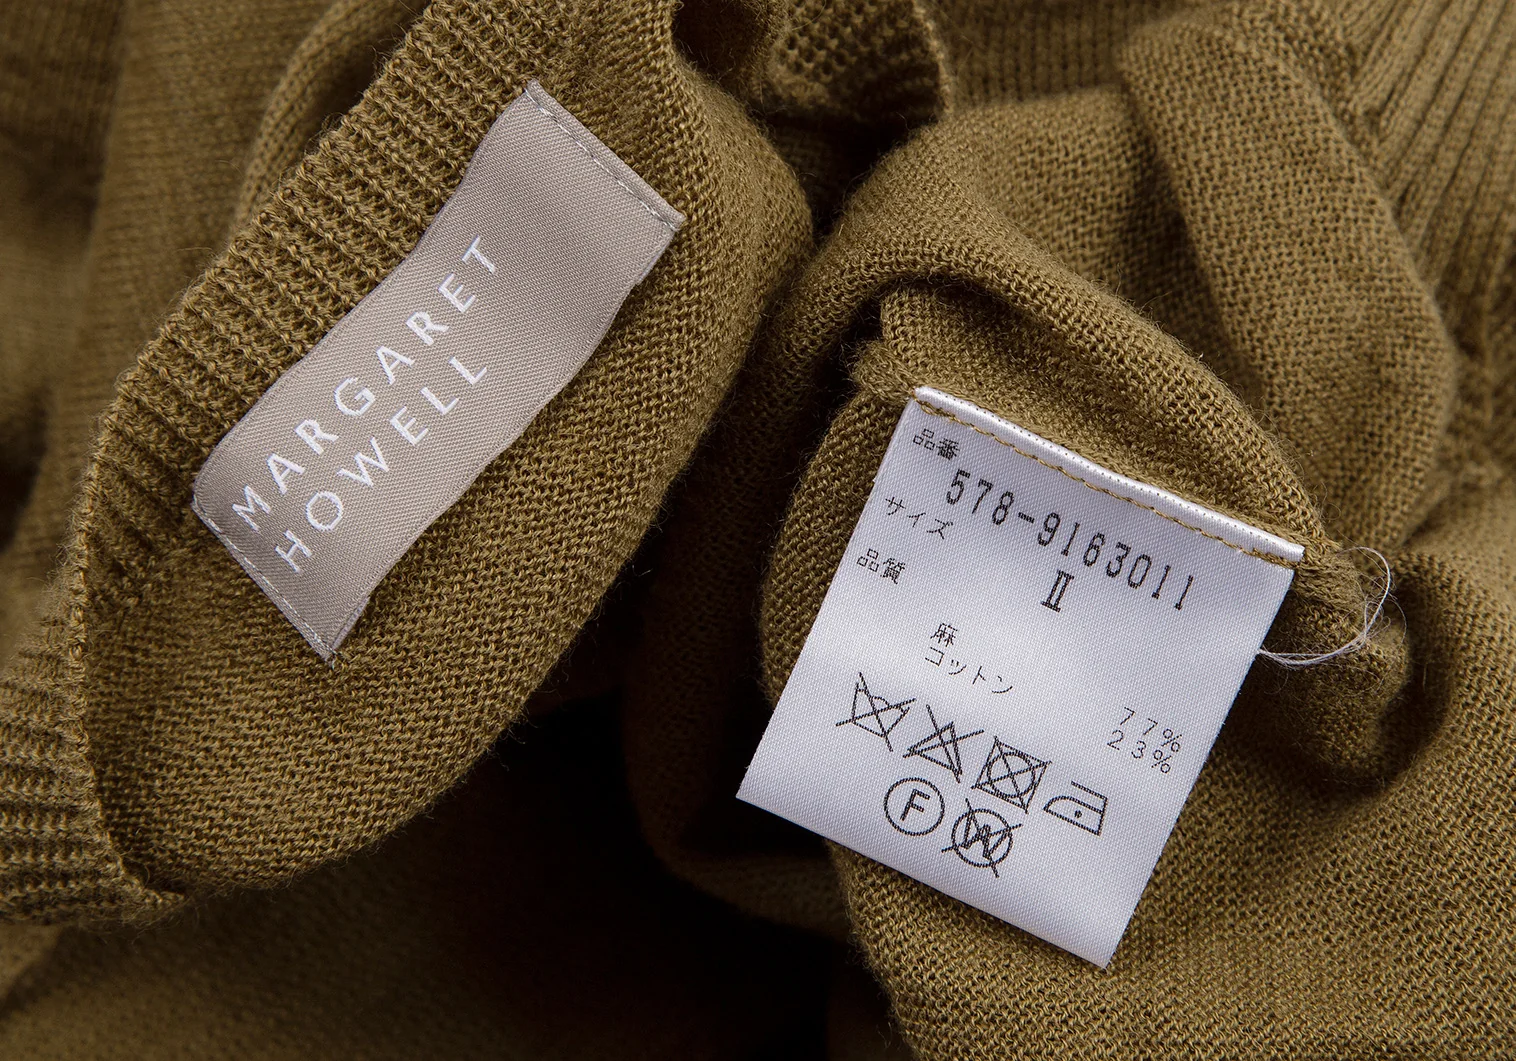 MARGARET
HOWELL
品番
578-9163011
サイズ
II
品質
麻 77%
コットン 23%
F
W